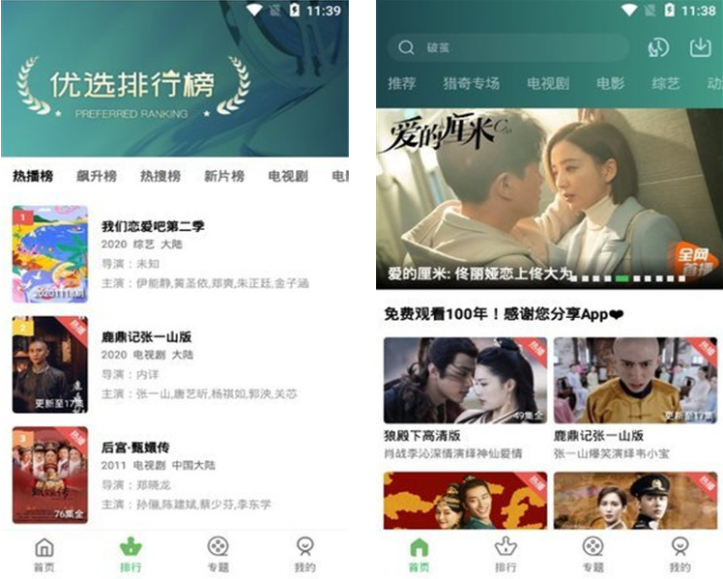 11:39
优选排行榜
PREFERRED RANKING
热播榜 飙升榜 热搜榜 新片榜 电视剧
1
我们恋爱吧第二季
2020 综艺 大陆
导演：未知
主演：伊能静,黄圣依,郑爽,朱正廷,金子涵
2
热播
更新至17集
鹿鼎记张一山版
2020 电视剧 大陆
导演：内详
主演：张一山,唐艺昕,杨祺如,郭泱,关芯
3
热播
76集全
后宫·甄嬛传
2011 电视剧 中国大陆
导演：郑晓龙
主演：孙俪,陈建斌,蔡少芬,李东学
首页 排行 专题 我的
11:38
破茧
推荐 猎奇专场 电视剧 电影 综艺 动
爱的厘米
全网
首播
爱的厘米: 佟丽娅恋上佟大为
免费观看100年！感谢您分享App❤
热播
49集全
狼殿下高清版
肖战李沁深情演绎神仙爱情
热播
更新至17集
鹿鼎记张一山版
张一山爆笑演绎韦小宝
热播
热播
首页 排行 专题 我的